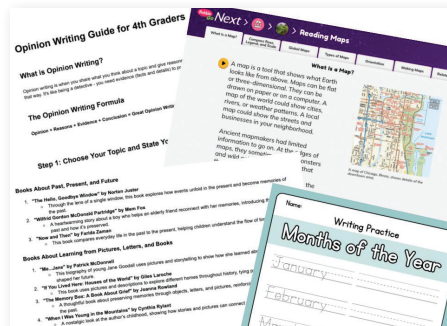 Opinion Writing Guide for 4th Graders
What is Opinion Writing?
Opinion writing is when you share what you think about a topic and give reasons
that way. It's like being a detective - you need evidence (facts and details) to
The Opinion Writing Formula
Opinion + Reasons + Evidence + Conclusion = Great Opinion
Step 1: Choose Your Topic and State
Pebble Go Next > Reading Maps
What is a Map?
Compass Rose, Legend, and Scale
Global Maps
Types of Maps
What is a Map?
A map is a tool that shows what Earth
looks like from above. Maps can be flat
or three-dimensional. They can be
drawn on paper or on a computer. A
map of the world could show cities,
rivers, or weather patterns. A local
map could show the streets and
businesses in your neighborhood.
Ancient mapmakers had limited
information to go on. At the edges of
maps, they
that
the
A map of Chicago, Illinois, shows details of the
downtown area.
Books About Past, Present, and Future
1. "The Hello, Goodbye Window" by Norton Juster
Through the lens of a single window, this book explores how events unfold in the present and become memories of
the past.
2. "Wilfrid Gordon McDonald Partridge" by Mem Fox
A heartwarming story about a boy who helps an elderly friend reconnect with her memories, introducing
past and how it's preserved.
3. "Now and Then" by
This book compares everyday life in the past to the present, helping children understand the flow of
Books About Learning from Pictures, Letters, and Books
1. "Me...Jane" by Patrick McDonnell
This biography of young Jane Goodall uses pictures and storytelling to show how she learned
shaped her future.
2. "If You Lived Here: Houses of the World" by Giles Laroche
This book uses pictures and descriptions to explore different homes throughout history, tying
3. "The Memory Box: A Book About Grief" by Joanna Rowland
A thoughtful book about preserving memories through objects, letters, and pictures,
the past.
4. "When I Was Young in the Mountains" by Cynthia Rylant
A nostalgic look at the author's childhood, showing how stories and pictures can connect
Name:
Writing Practice
Months of the Year
January
February